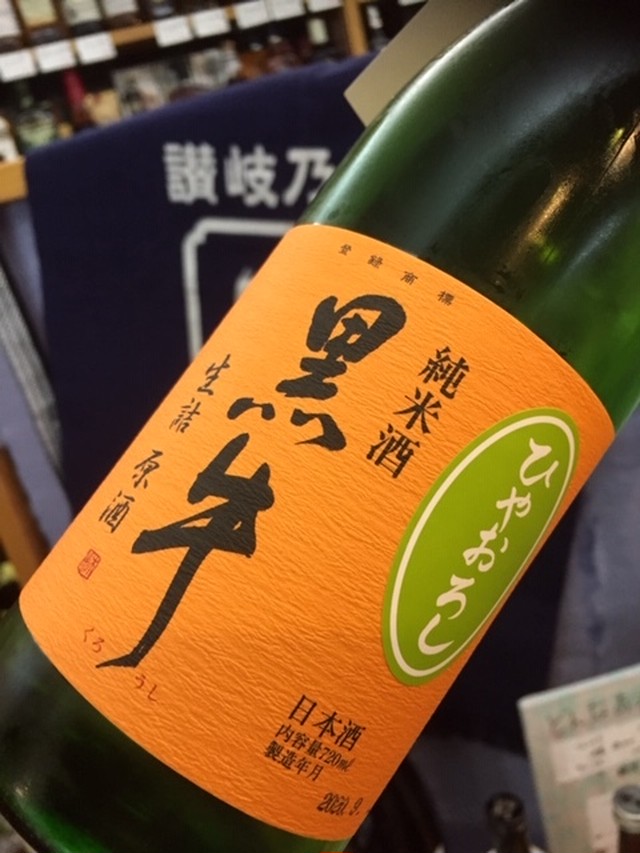 讃岐乃
登録商標
純米酒
黒牛
生詰 原酒
くろうし
ひやおろし
日本酒
内容量720ml
製造年月
2020.9.